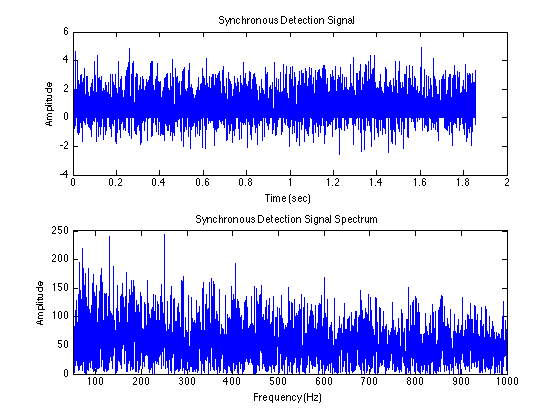 Synchronous Detection Signal
6
4
2
0
-2
-4
Amplitude
0 0.2 0.4 0.6 0.8 1 1.2 1.4 1.6 1.8 2
Time (sec)
Synchronous Detection Signal Spectrum
250
200
150
100
50
0
Amplitude
100 200 300 400 500 600 700 800 900 1000
Frequency(Hz)